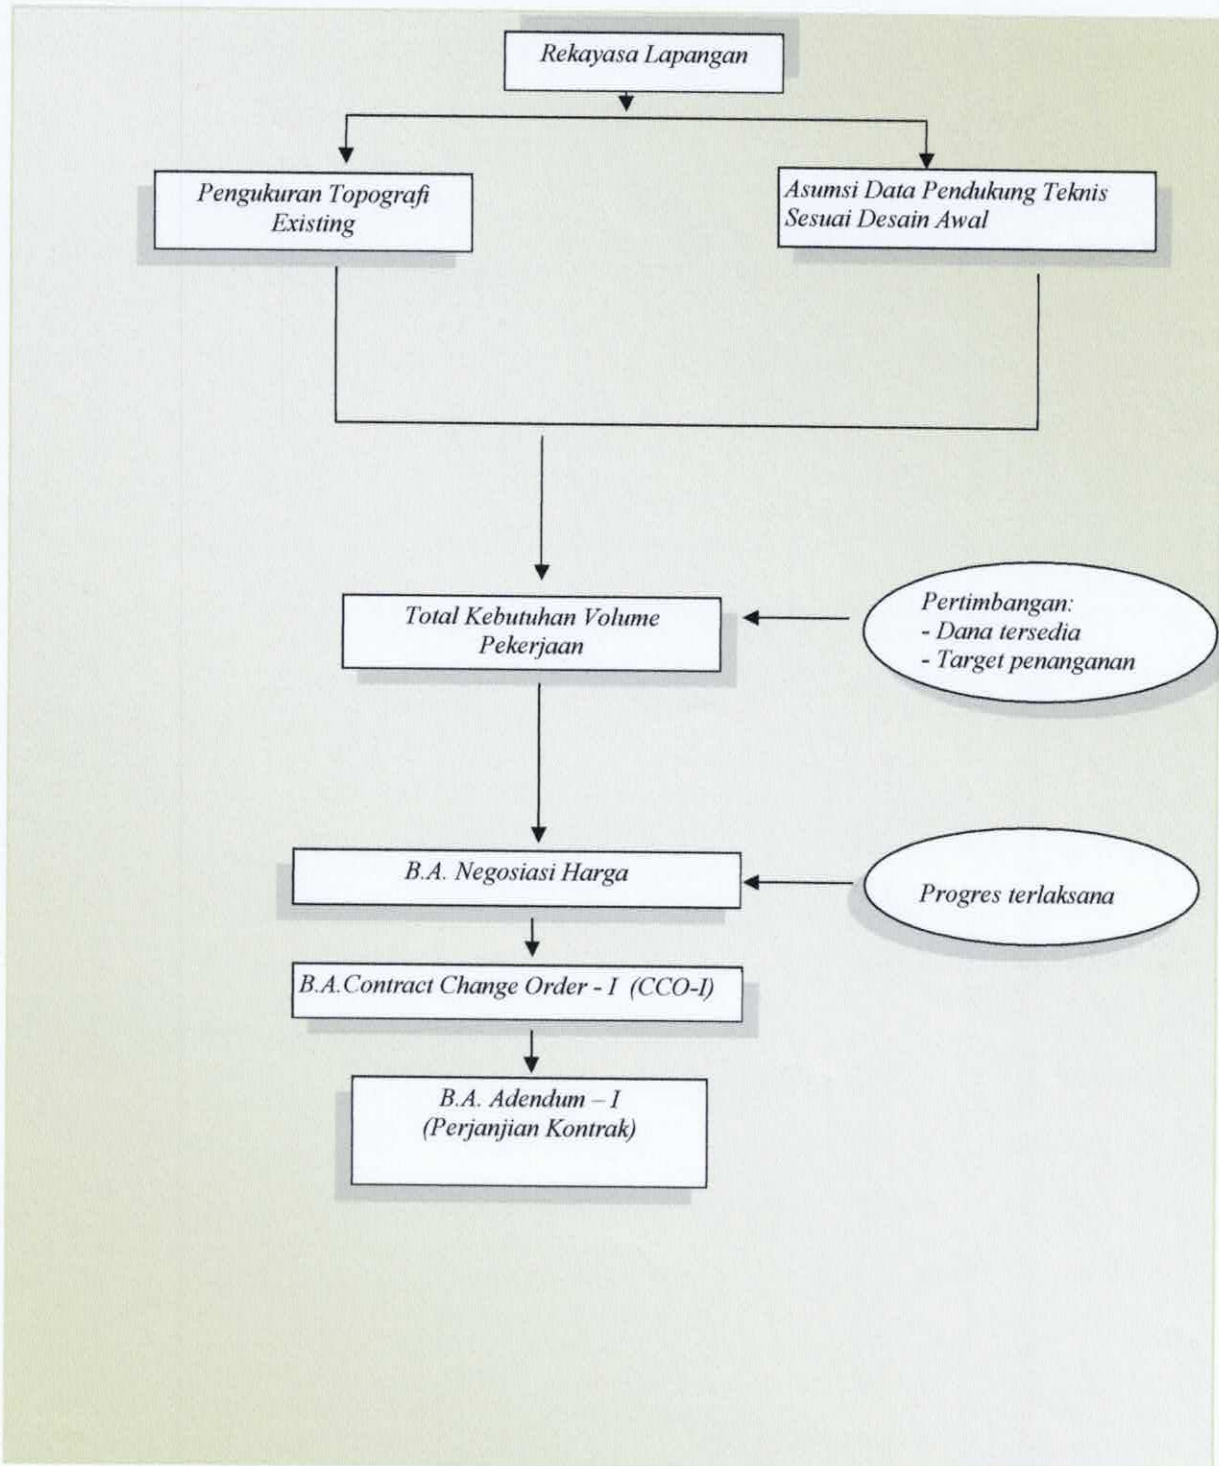 Rekayasa Lapangan
Pengukuran Topografi
Existing
Asumsi Data Pendukung Teknis
Sesuai Desain Awal
Total Kebutuhan Volume
Pekerjaan
Pertimbangan:
- Dana tersedia
- Target penanganan
B.A. Negosiasi Harga
Progres terlaksana
B.A.Contract Change Order - I (CCO-I)
B.A. Adendum – I
(Perjanjian Kontrak)